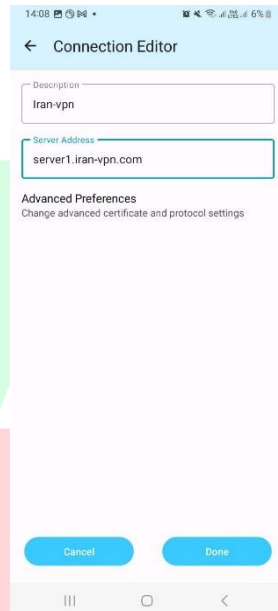 14:08
6%
Connection Editor
Description
Iran-vpn
Server Address
server1.iran-vpn.com
Advanced Preferences
Change advanced certificate and protocol settings
Cancel
Done